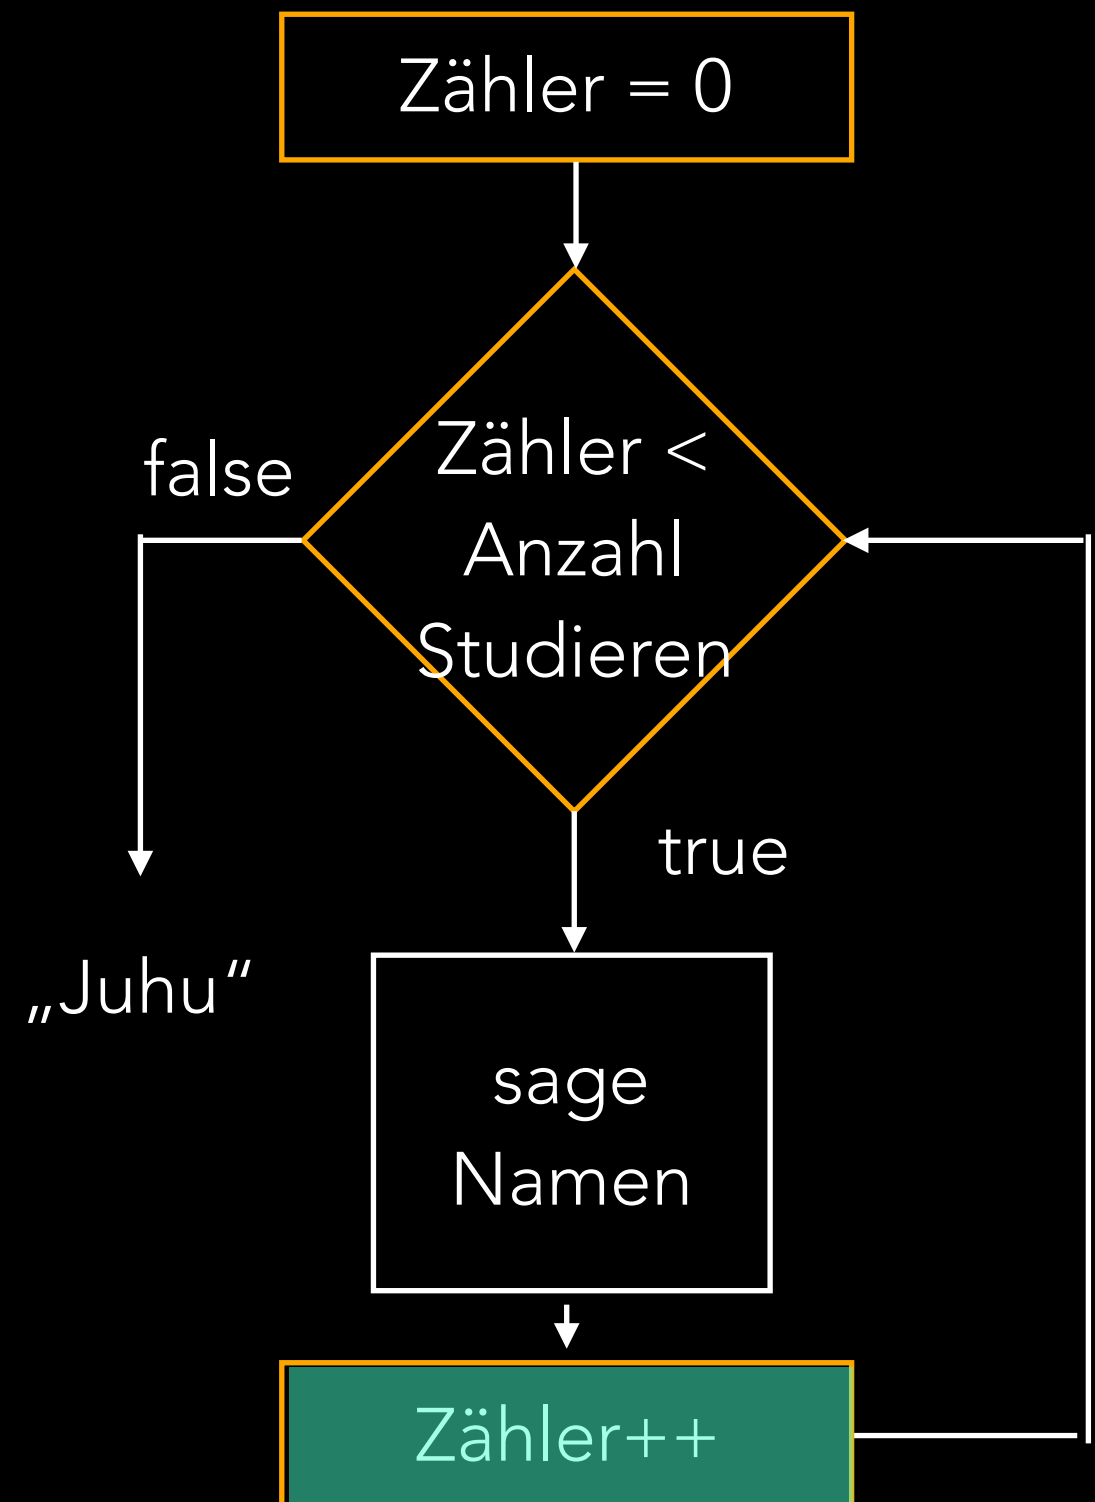 Zähler = 0
false
Zähler <
Anzahl
Studieren
true
„Juhu“
sage
Namen
Zähler++